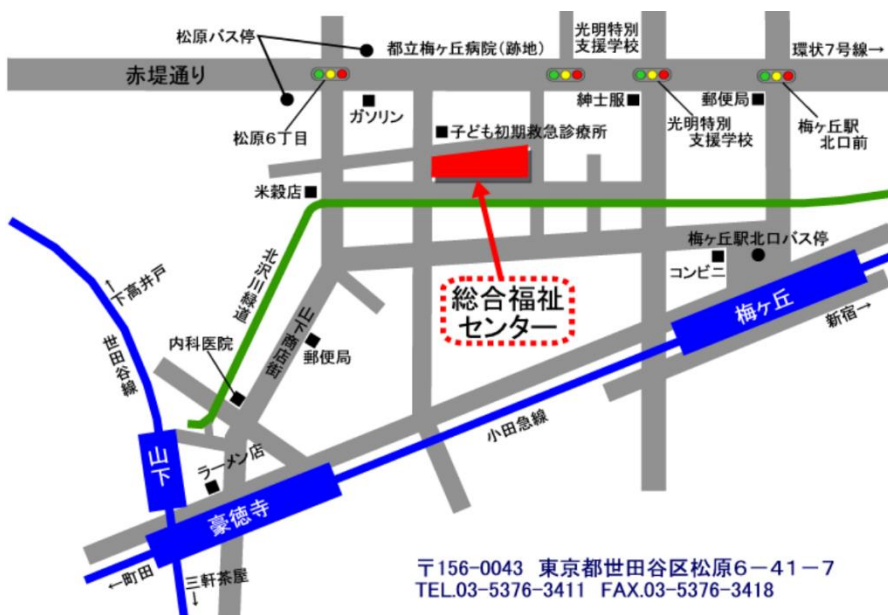 松原バス停
都立梅ヶ丘病院(跡地)
光明特別
支援学校
環状7号線→
赤堤通り
松原6丁目
ガソリン
紳士服
郵便局
光明特別
支援学校
梅ヶ丘駅
北口前
子ども初期救急診療所
米穀店
北沢川緑道
梅ヶ丘駅北口バス停
コンビニ
←下高井戸
世田谷線
総合福祉
センター
梅ヶ丘
新宿→
山下商店街
内科医院
郵便局
小田急線
山下
ラーメン店
豪徳寺
←町田
三軒茶屋
↓
〒156-0043 東京都世田谷区松原6-41-7
TEL.03-5376-3411 FAX.03-5376-3418